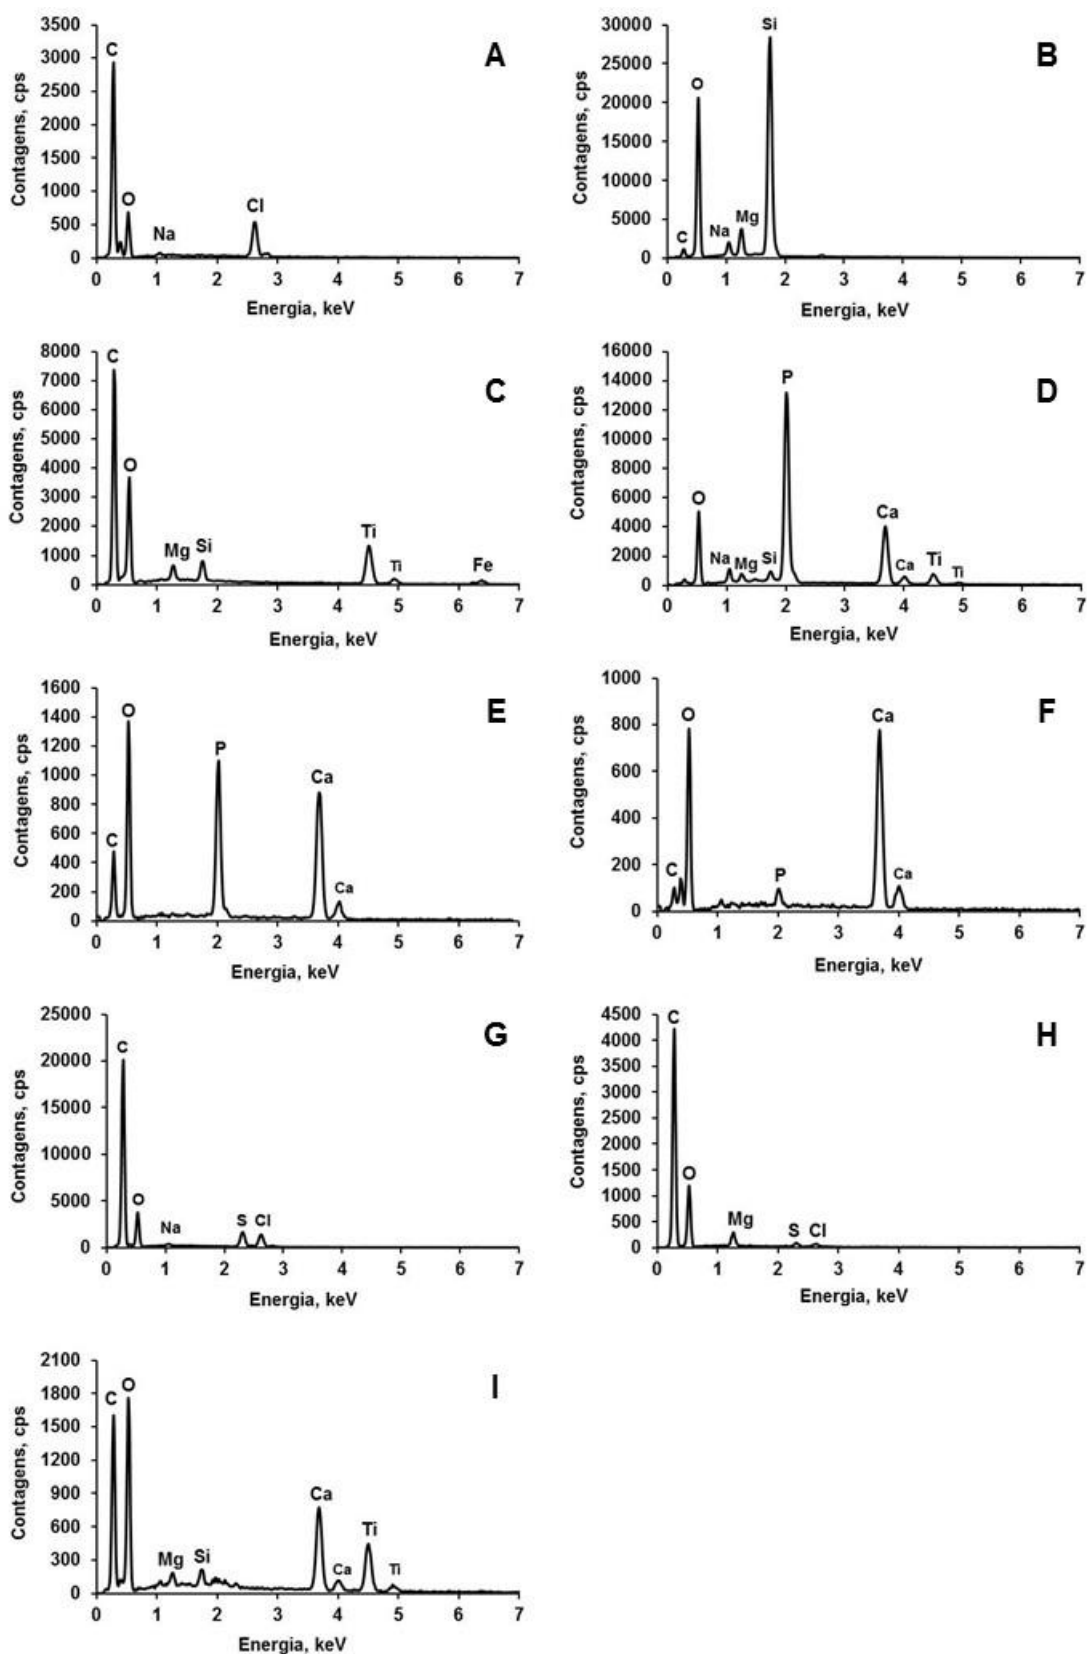 A
Contagens, cps
3500
3000
2500
2000
1500
1000
500
0
C
O
Na
Cl
0 1 2 3 4 5 6 7
Energia, keV
B
Contagens, cps
30000
25000
20000
15000
10000
5000
0
C
O
Na
Mg
Si
0 1 2 3 4 5 6 7
Energia, keV
C
Contagens, cps
8000
7000
6000
5000
4000
3000
2000
1000
0
C
O
Mg
Si
Ti
Ti
Fe
0 1 2 3 4 5 6 7
Energia, keV
D
Contagens, cps
16000
14000
12000
10000
8000
6000
4000
2000
0
O
Na
Mg
Si
P
Ca
Ca
Ti
Ti
0 1 2 3 4 5 6 7
Energia, keV
E
Contagens, cps
1600
1400
1200
1000
800
600
400
200
0
C
O
P
Ca
Ca
0 1 2 3 4 5 6 7
Energia, keV
F
Contagens, cps
1000
800
600
400
200
0
C
O
P
Ca
Ca
0 1 2 3 4 5 6 7
Energia, keV
G
Contagens, cps
25000
20000
15000
10000
5000
0
C
O
Na
S
Cl
0 1 2 3 4 5 6 7
Energia, keV
H
Contagens, cps
4500
4000
3500
3000
2500
2000
1500
1000
500
0
C
O
Mg
S
Cl
0 1 2 3 4 5 6 7
Energia, keV
I
Contagens, cps
2100
1800
1500
1200
900
600
300
0
C
O
Mg
Si
Ca
Ca
Ti
Ti
0 1 2 3 4 5 6 7
Energia, keV